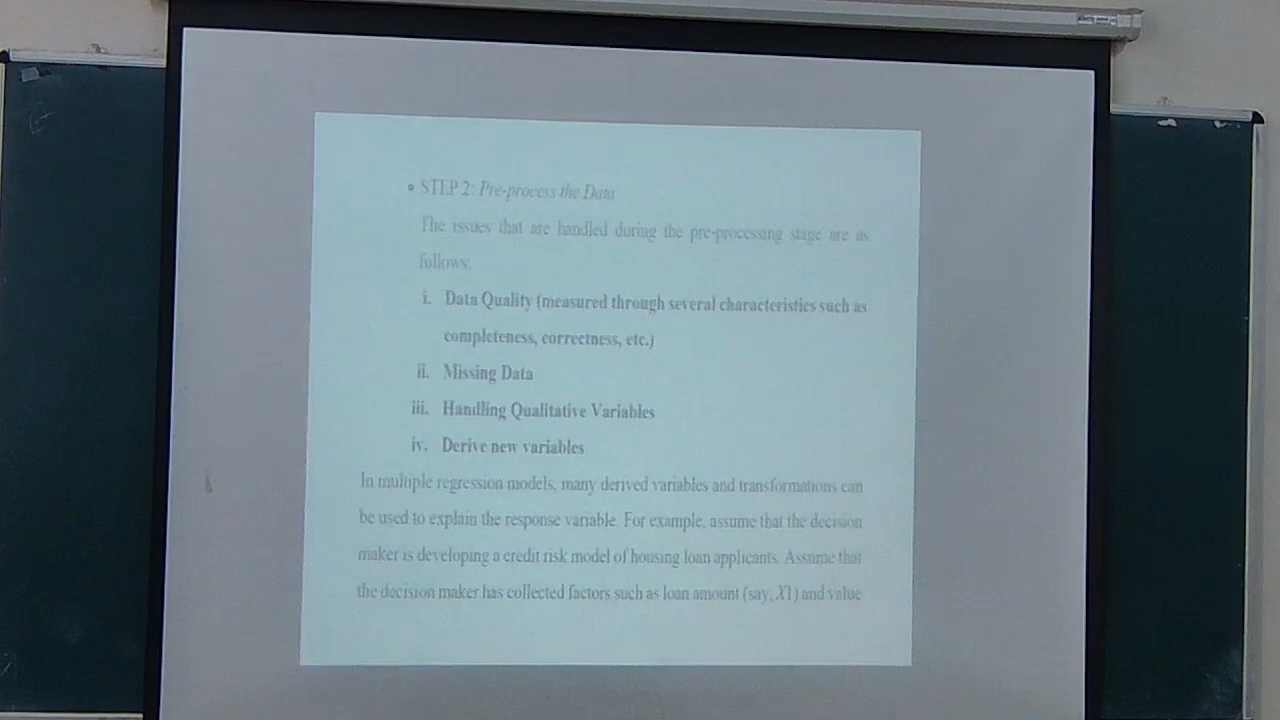 • STEP 2: Pre-process the Data
The issues that are handled during the pre-processing stage are as
follows:
i. Data Quality (measured through several characteristics such as
completeness, correctness, etc.)
ii. Missing Data
iii. Handling Qualitative Variables
iv. Derive new variables
In multiple regression models, many derived variables and transformations can
be used to explain the response variable. For example, assume that the decision
maker is developing a credit risk model of housing loan applicants. Assume that
the decision maker has collected factors such as loan amount (say, X1) and value